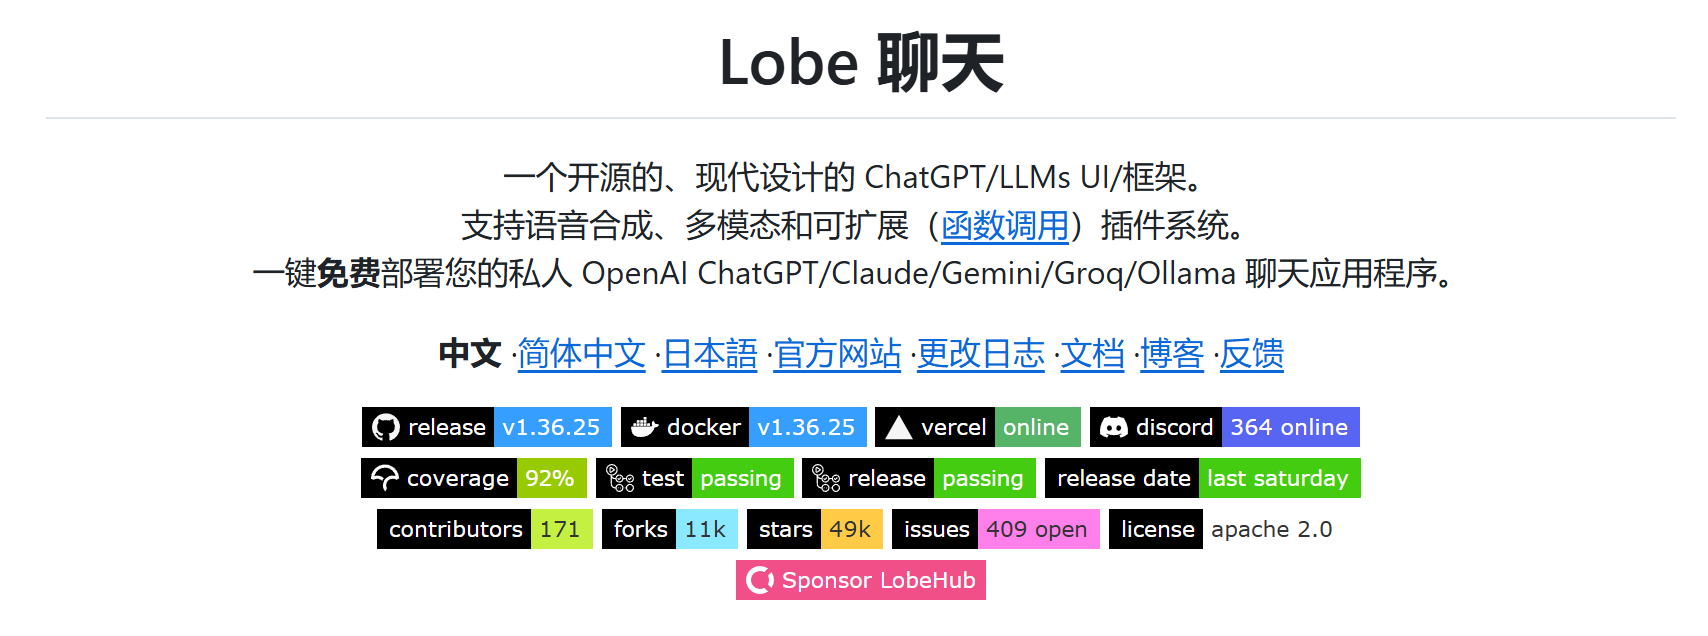 Lobe 聊天
一个开源的、现代设计的 ChatGPT/LLMs UI/框架。
支持语音合成、多模态和可扩展（函数调用）插件系统。
一键免费部署您的私人 OpenAI ChatGPT/Claude/Gemini/Groq/Ollama 聊天应用程序。
中文 ·简体中文 ·日本語 ·官方网站 ·更改日志 ·文档 ·博客 ·反馈
release v1.36.25 docker v1.36.25 vercel online discord 364 online
coverage 92% test passing release passing release date last saturday
contributors 171 forks 11k stars 49k issues 409 open license apache 2.0
Sponsor LobeHub